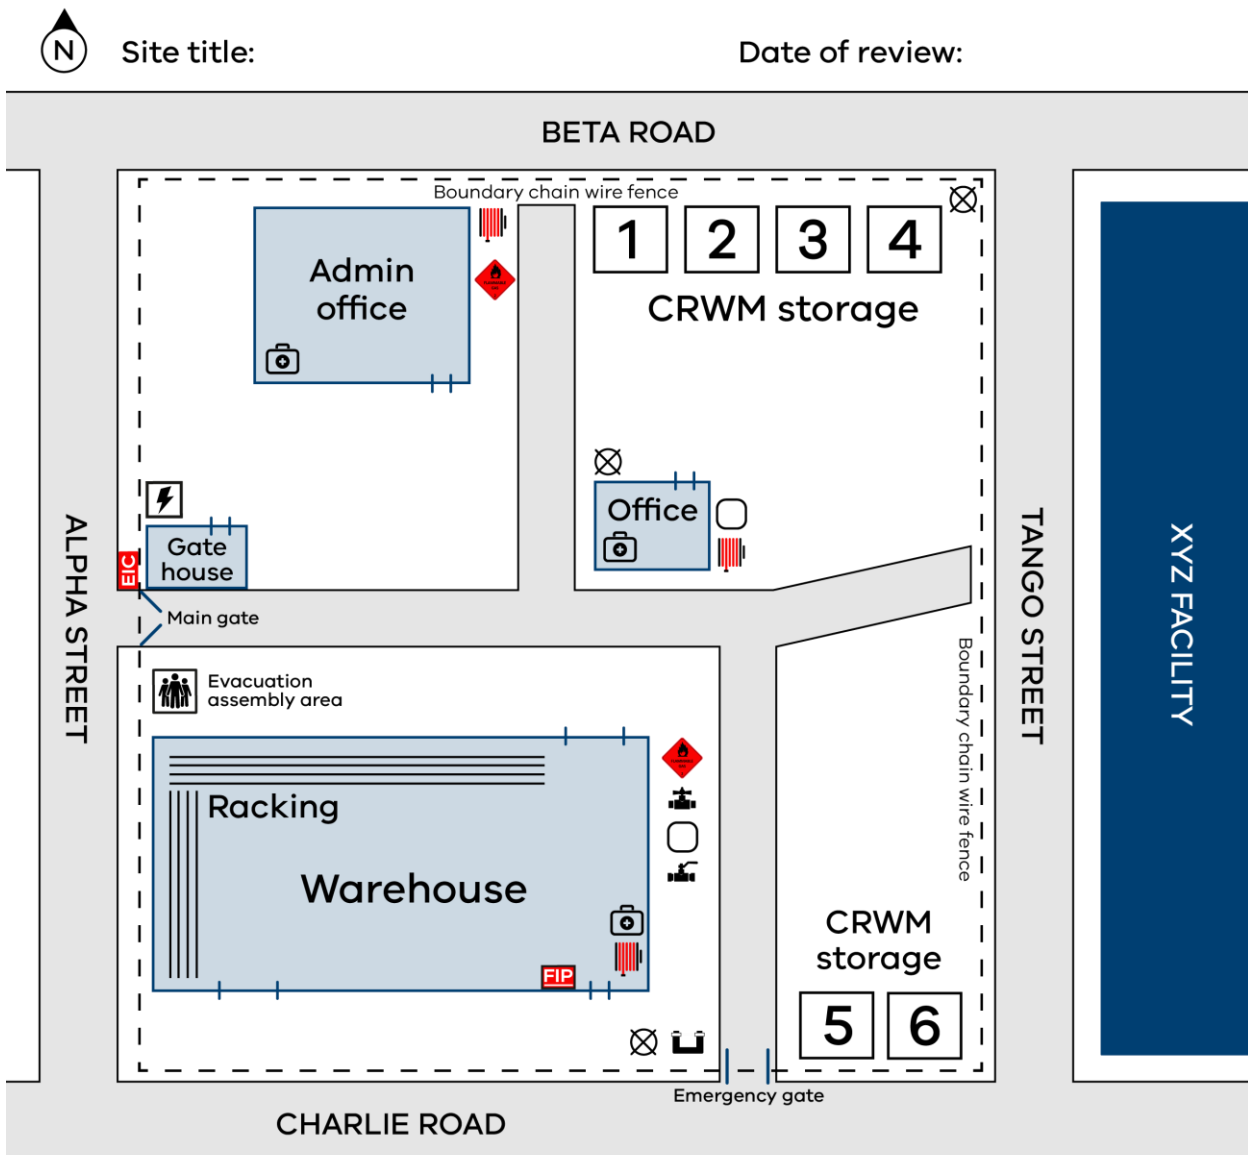 N
Site title:
Date of review:
BETA ROAD
Boundary chain wire fence
1
2
3
4
Admin
office
CRWM storage
Office
Gate
house
EIC
Main gate
ALPHA STREET
TANGO STREET
XYZ FACILITY
Evacuation
assembly area
Boundary chain wire fence
Racking
Warehouse
FIP
CRWM
storage
5
6
Emergency gate
CHARLIE ROAD